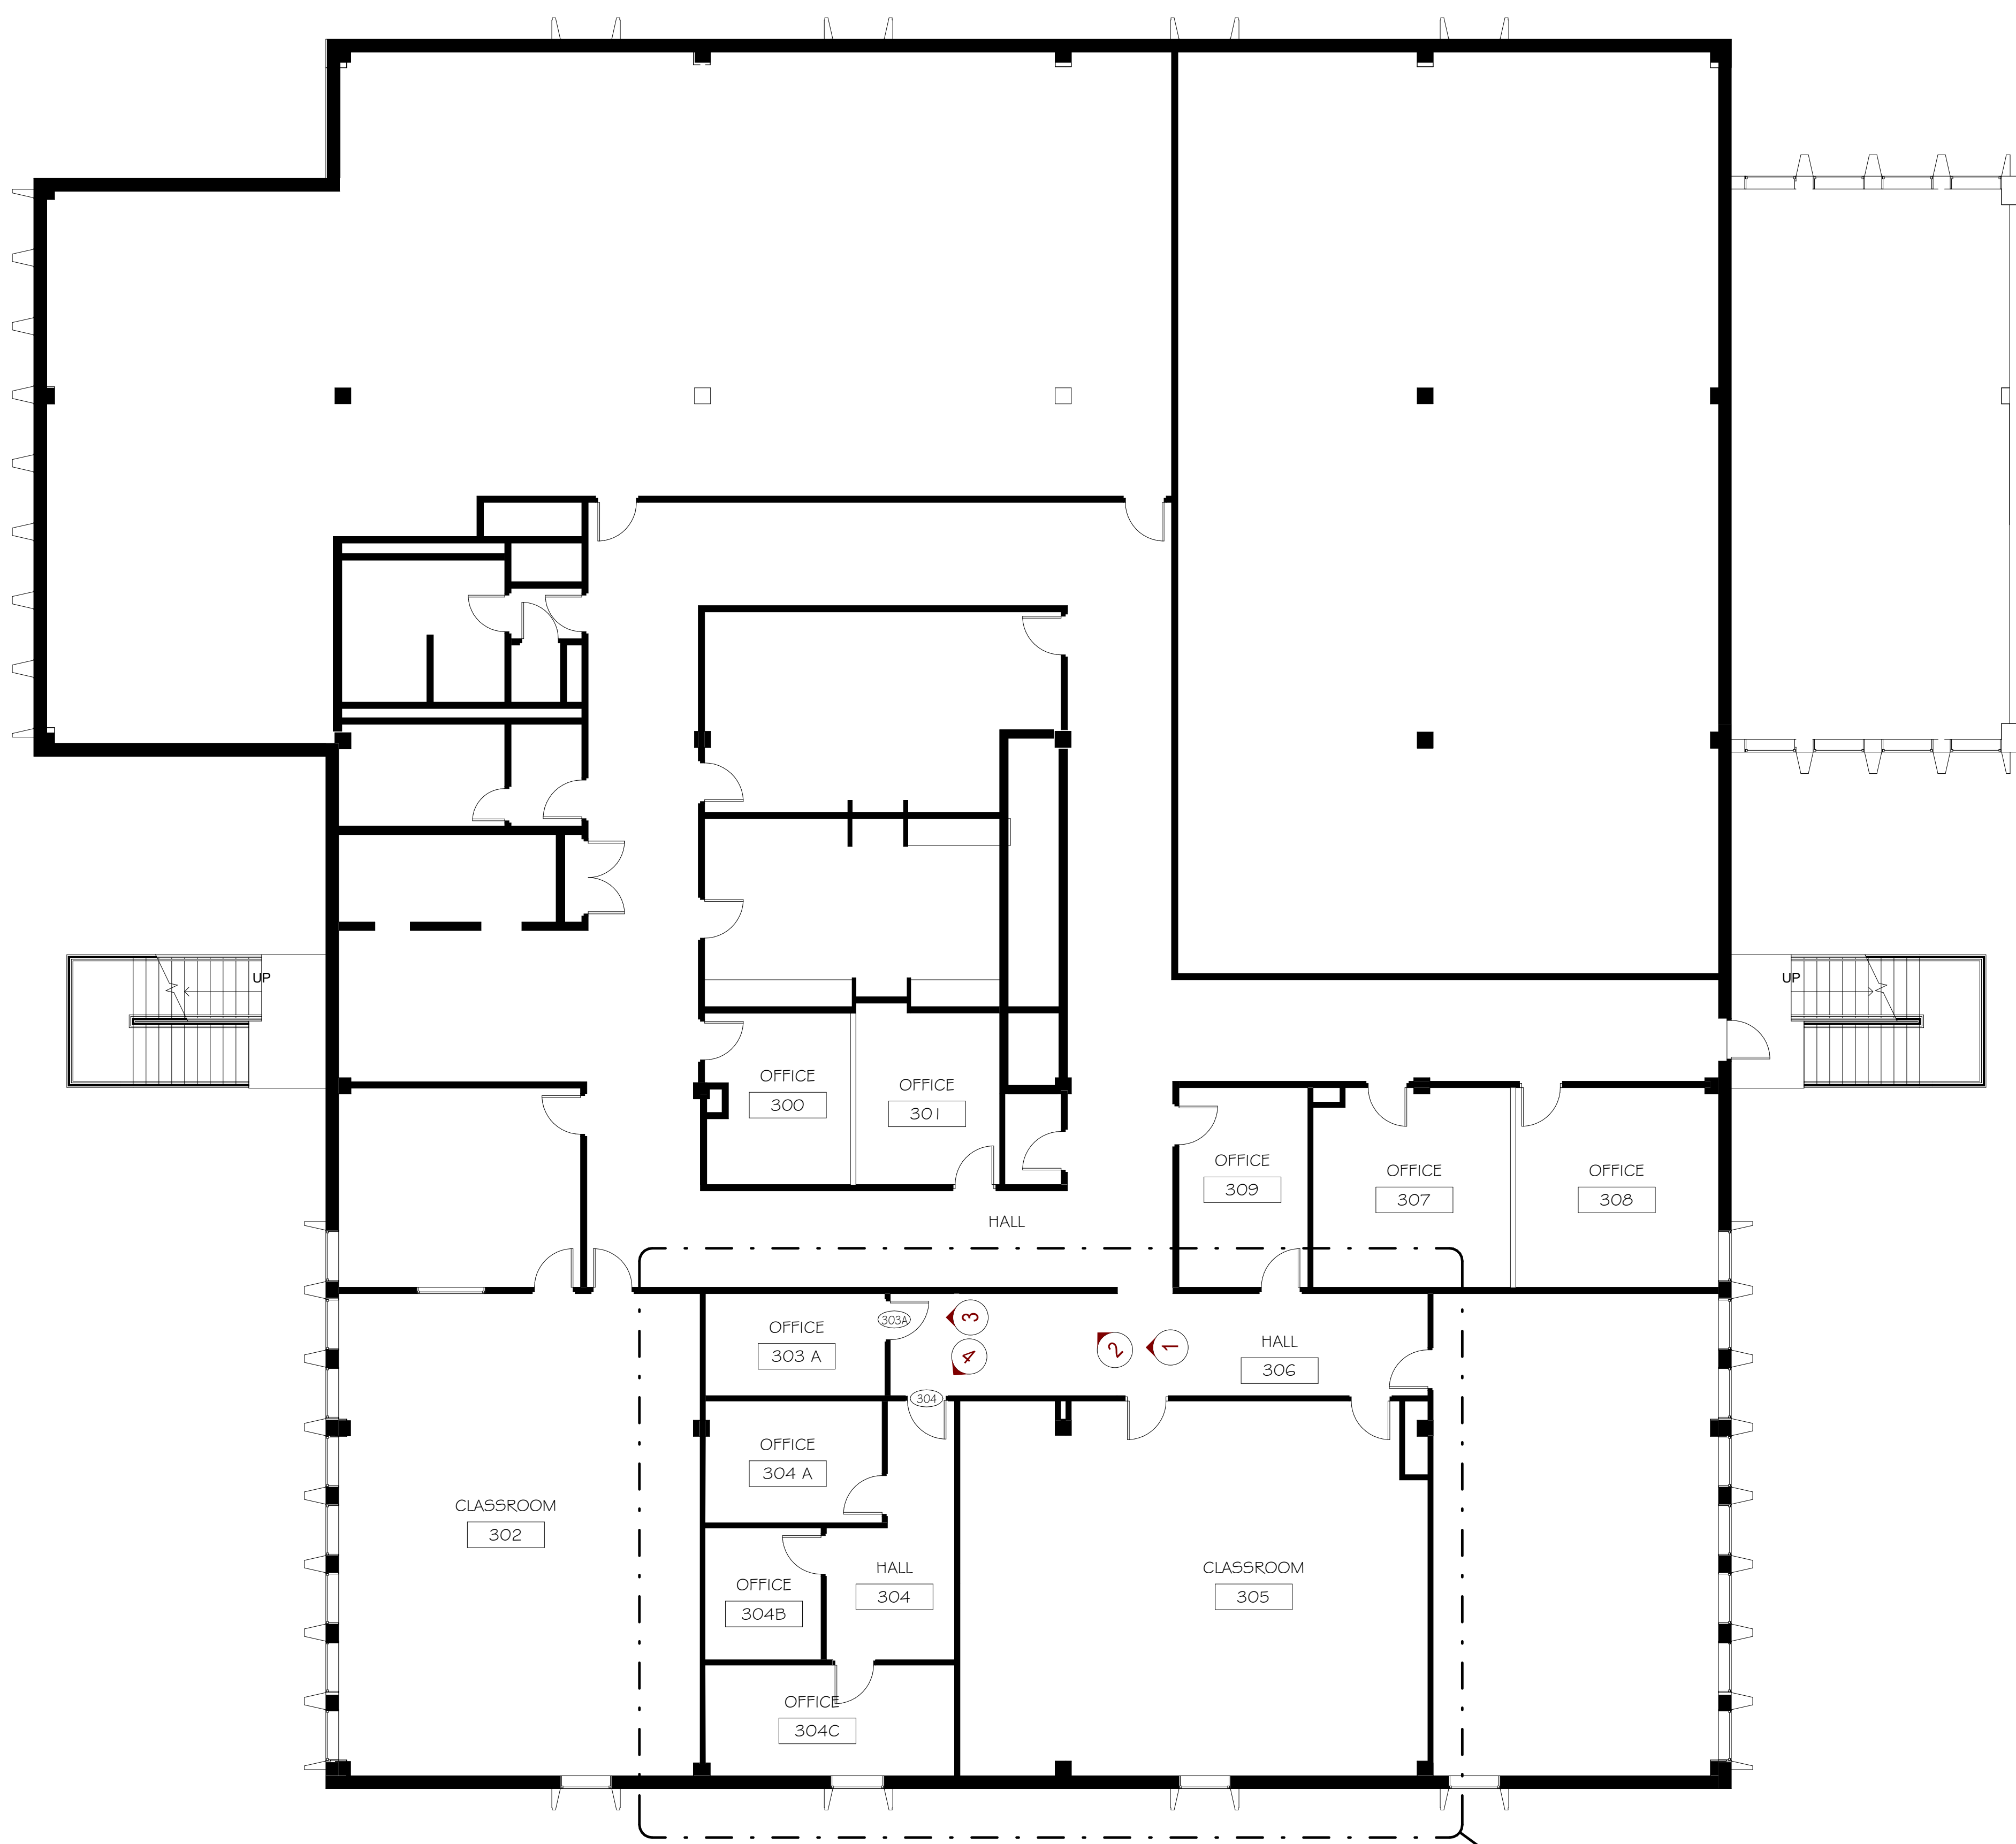 UP
UP
OFFICE
300
OFFICE
301
OFFICE
309
OFFICE
307
OFFICE
308
HALL
OFFICE
303 A
303A
3
4
2
1
HALL
306
304
OFFICE
304 A
CLASSROOM
302
OFFICE
304B
HALL
304
CLASSROOM
305
OFFICE
304C